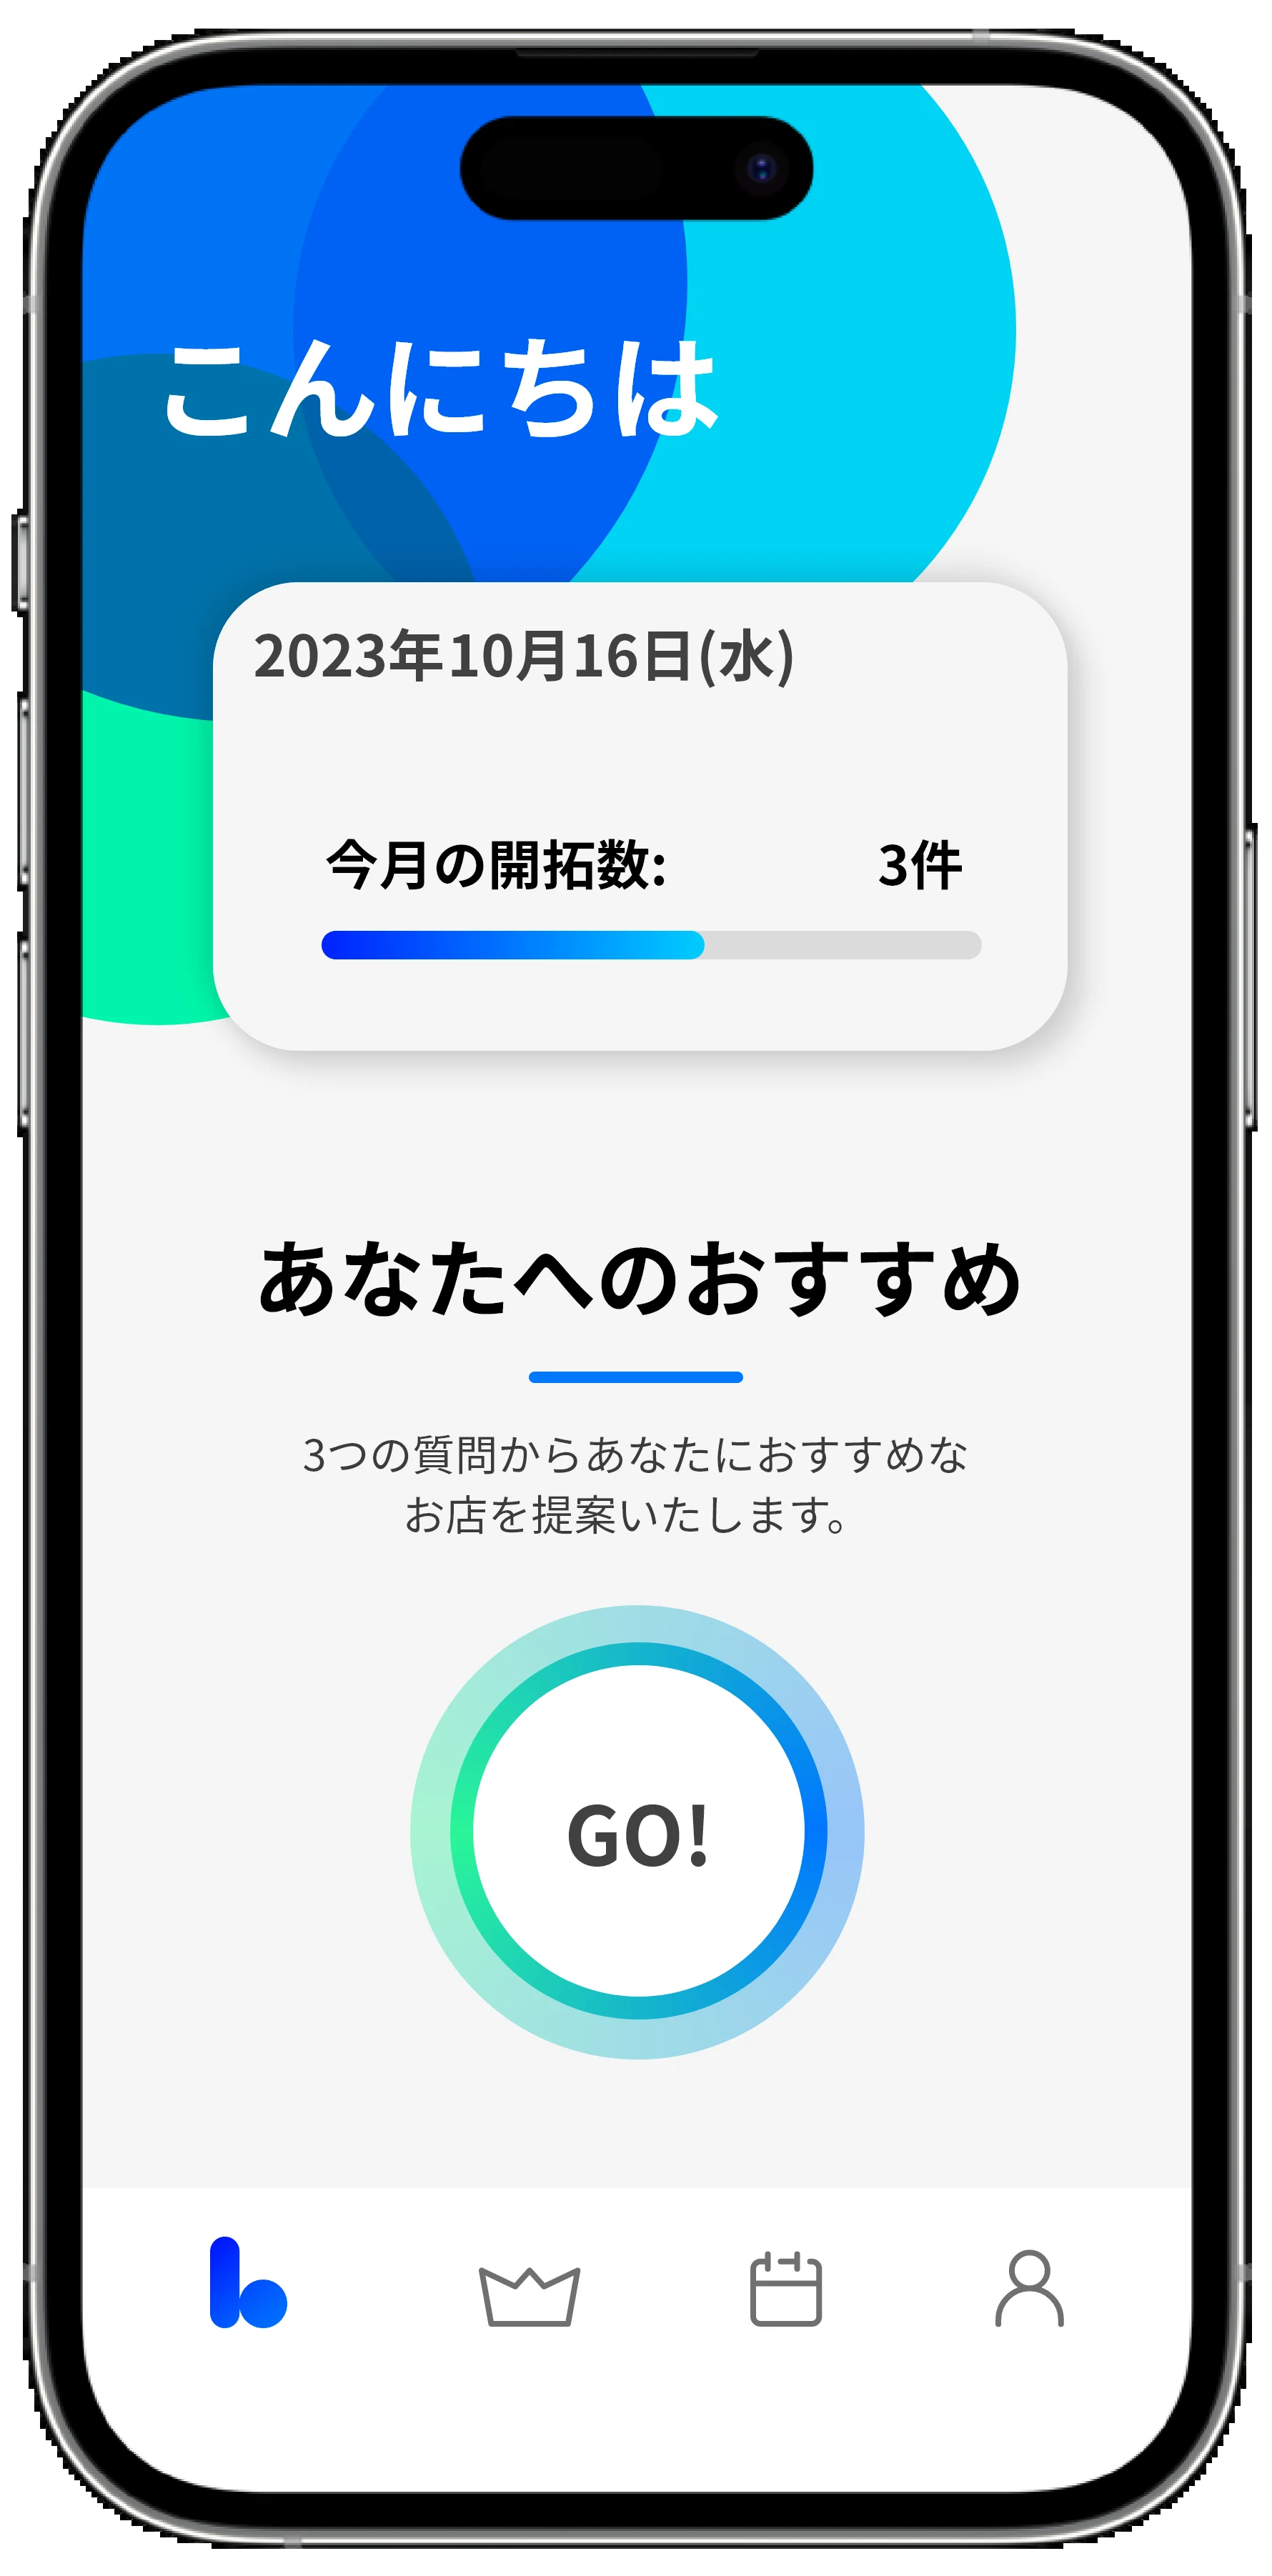 こんにちは
2023年10月16日(水)
今月の開拓数: 3件
あなたへのおすすめ
3つの質問からあなたにおすすめな
お店を提案いたします。
GO!